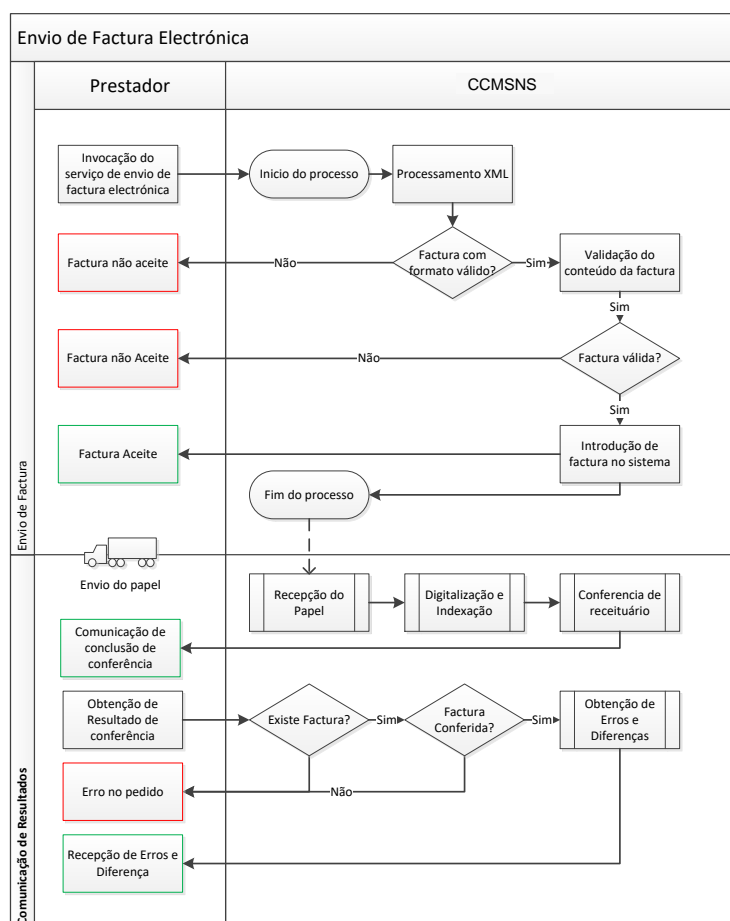 Envio de Factura Electrónica
Prestador
CCMSNS
Envio de Factura
Invocação do
serviço de envio de
factura electrónica
Inicio do processo
Processamento XML
Factura não aceite
Não
Factura com
formato válido?
Sim
Validação do
conteúdo da factura
Sim
Factura não Aceite
Não
Factura válida?
Sim
Factura Aceite
Introdução de
factura no sistema
Fim do processo
Envio do papel
Comunicação de Resultados
Recepção do
Papel
Digitalização e
Indexação
Conferencia de
receituário
Comunicação de
conclusão de
conferência
Obtenção de
Resultado de
conferência
Existe Factura?
Sim
Factura
Conferida?
Sim
Obtenção de
Erros e
Diferenças
Erro no pedido
Não
Recepção de Erros e
Diferença